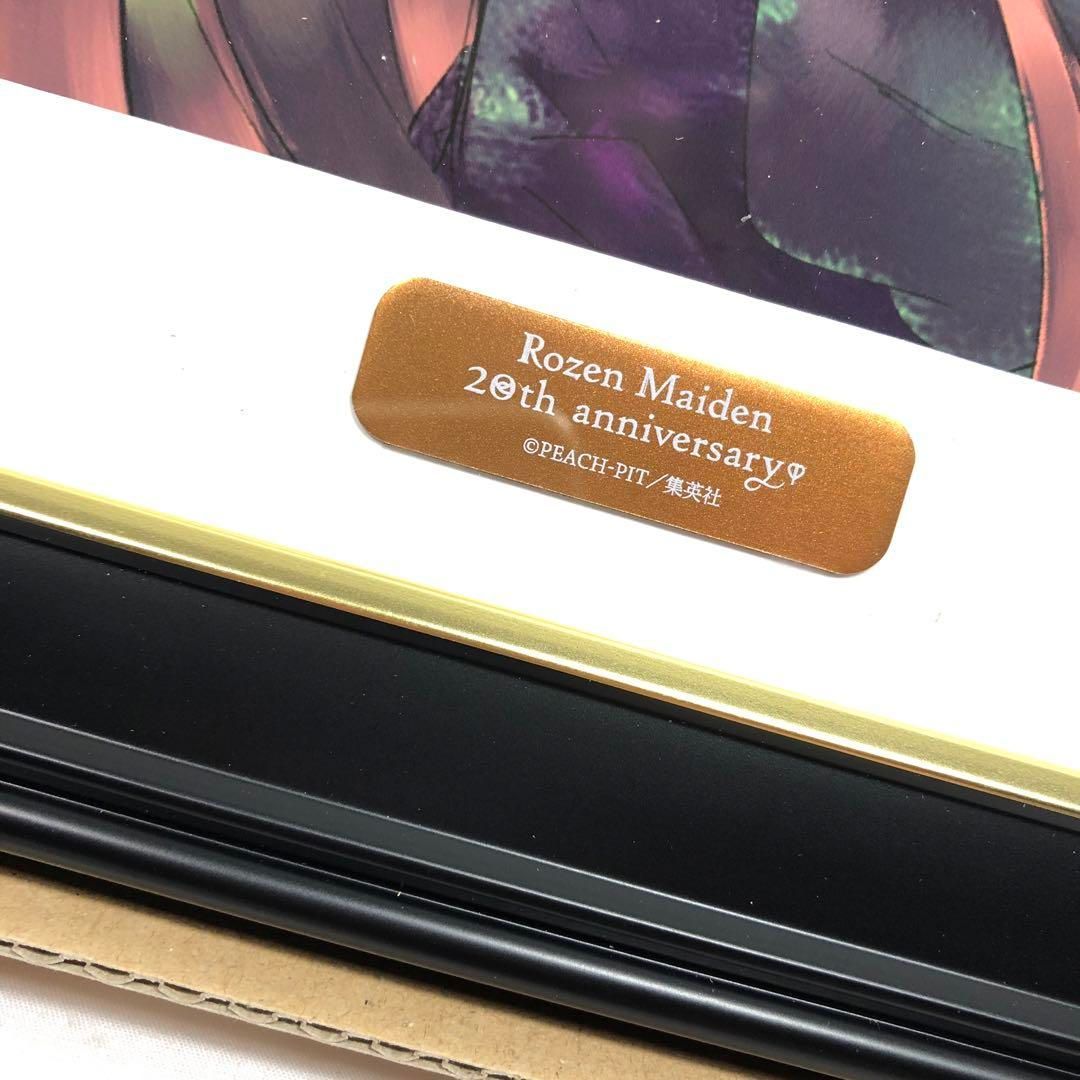 Rozen Maiden
20th anniversary
©PEACH-PIT／集英社